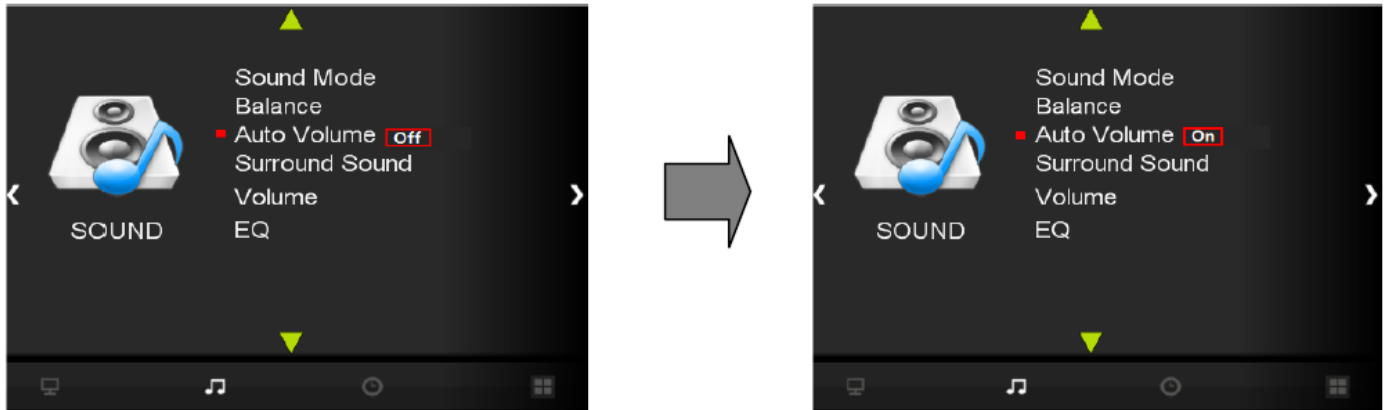 Sound Mode
Balance
Auto Volume Off
Surround Sound
Volume
SOUND
EQ
Sound Mode
Balance
Auto Volume On
Surround Sound
Volume
SOUND
EQ